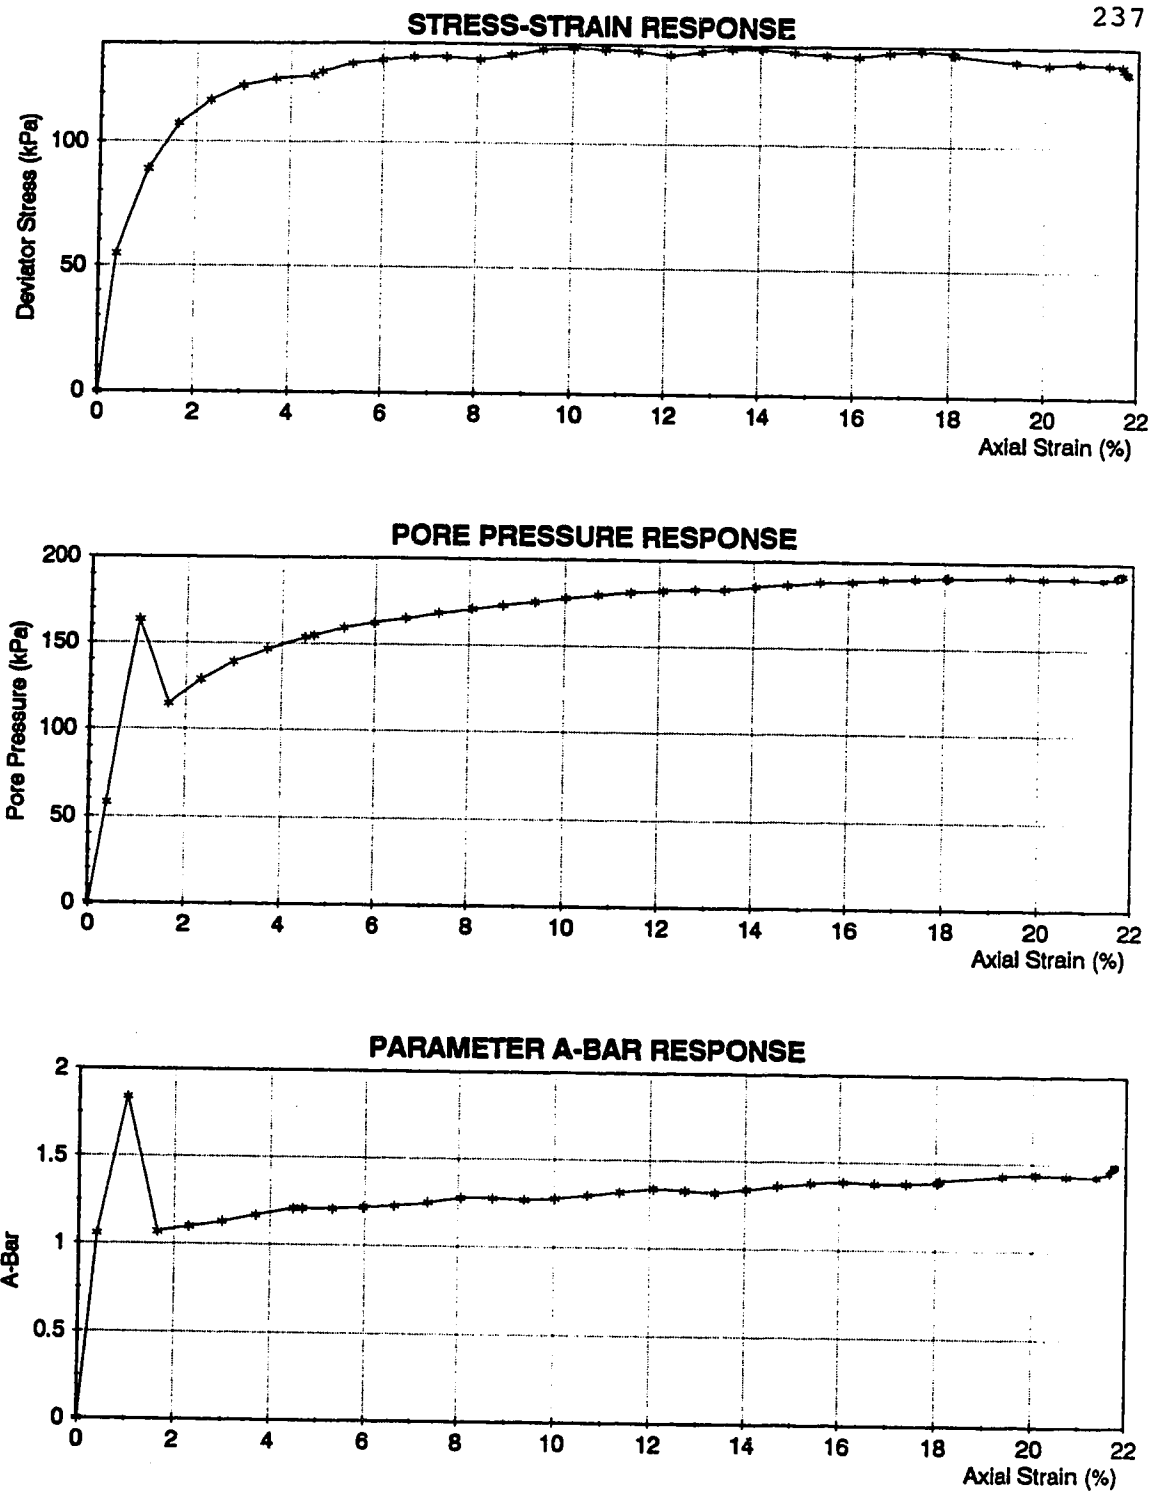 237
STRESS-STRAIN RESPONSE
Deviator Stress (kPa)
100
50
0
0 2 4 6 8 10 12 14 16 18 20 22
Axial Strain (%)
PORE PRESSURE RESPONSE
Pore Pressure (kPa)
200
150
100
50
0
0 2 4 6 8 10 12 14 16 18 20 22
Axial Strain (%)
PARAMETER A-BAR RESPONSE
A-Bar
2
1.5
1
0.5
0
0 2 4 6 8 10 12 14 16 18 20 22
Axial Strain (%)